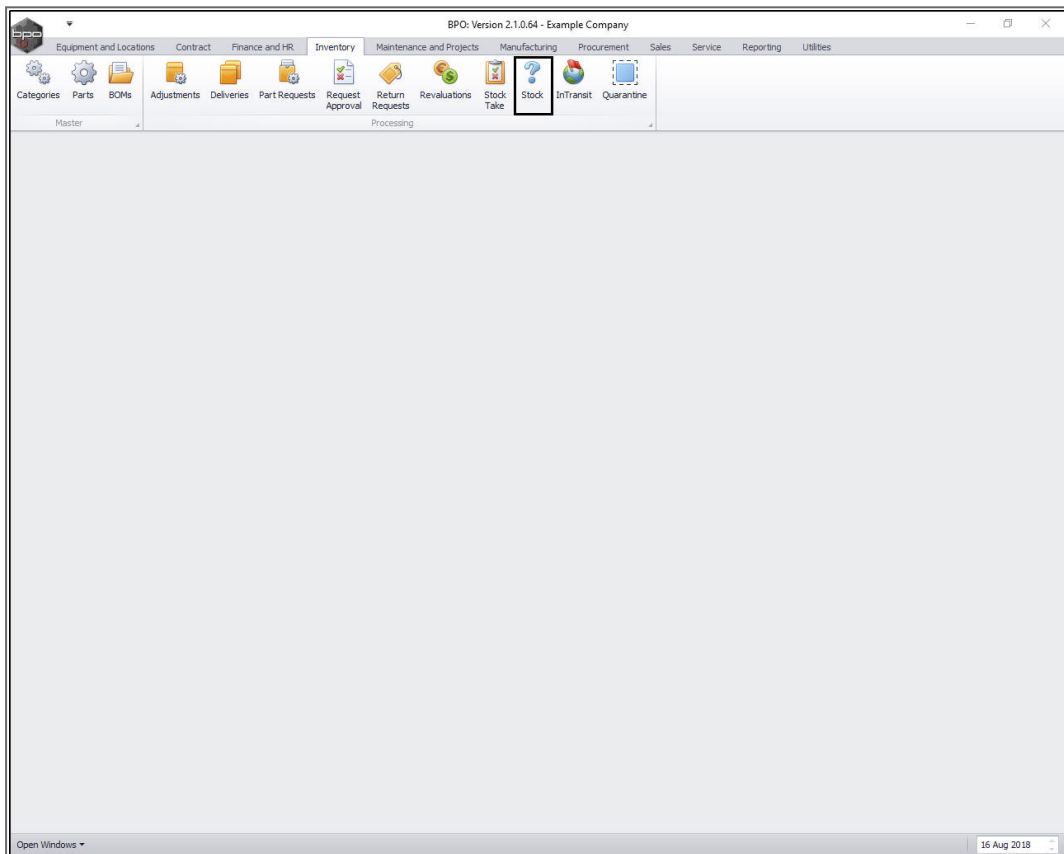 BPO: Version 2.1.0.64 - Example Company
bpo
Equipment and Locations Contract Finance and HR Inventory Maintenance and Projects Manufacturing Procurement Sales Service Reporting Utilities
Categories Parts BOMs Adjustments Deliveries Part Requests Request Approval Return Requests Revaluations Stock Take Stock InTransit Quarantine
Master Processing
Open Windows 16 Aug 2018